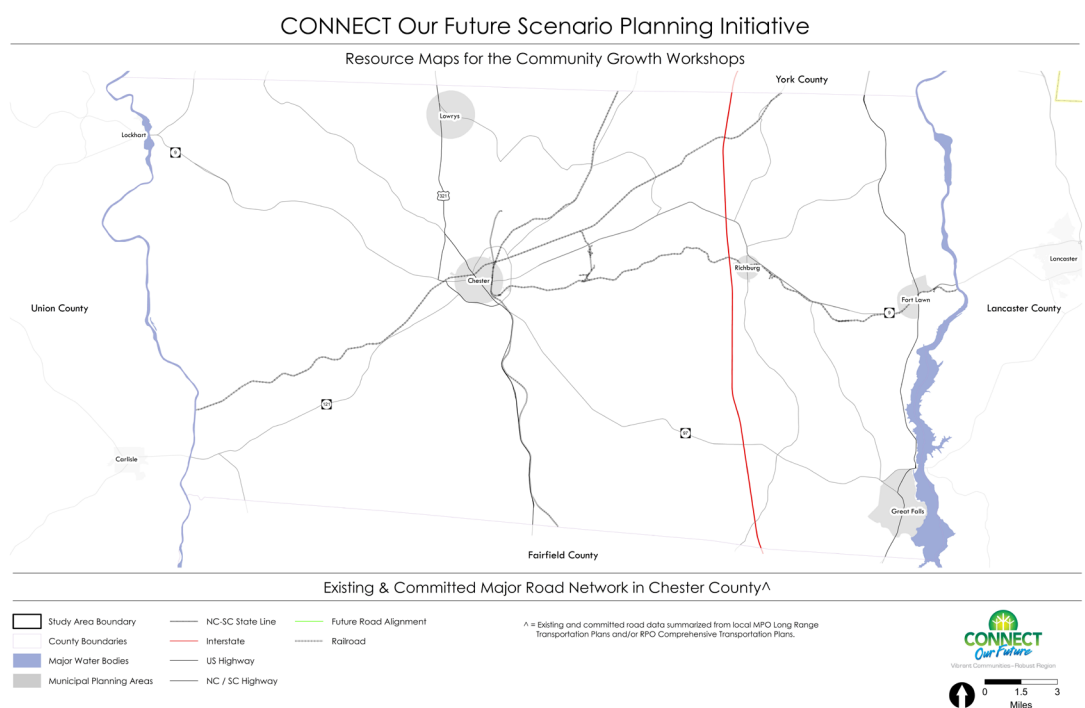 CONNECT Our Future Scenario Planning Initiative
Resource Maps for the Community Growth Workshops
York County
Lowrys
Lockhart
9
321
Lancaster
Richburg
Chester
Fort Lawn
Union County
Lancaster County
9
121
97
Carlisle
Great Falls
Fairfield County
Existing & Committed Major Road Network in Chester County^
Study Area Boundary
County Boundaries
Major Water Bodies
Municipal Planning Areas
NC-SC State Line
Interstate
US Highway
NC / SC Highway
Future Road Alignment
Railroad
^ = Existing and committed road data summarized from local MPO Long Range
Transportation Plans and/or RPO Comprehensive Transportation Plans.
CONNECT
Our Future
Vibrant Communities–Robust Region
0 1.5 3
Miles